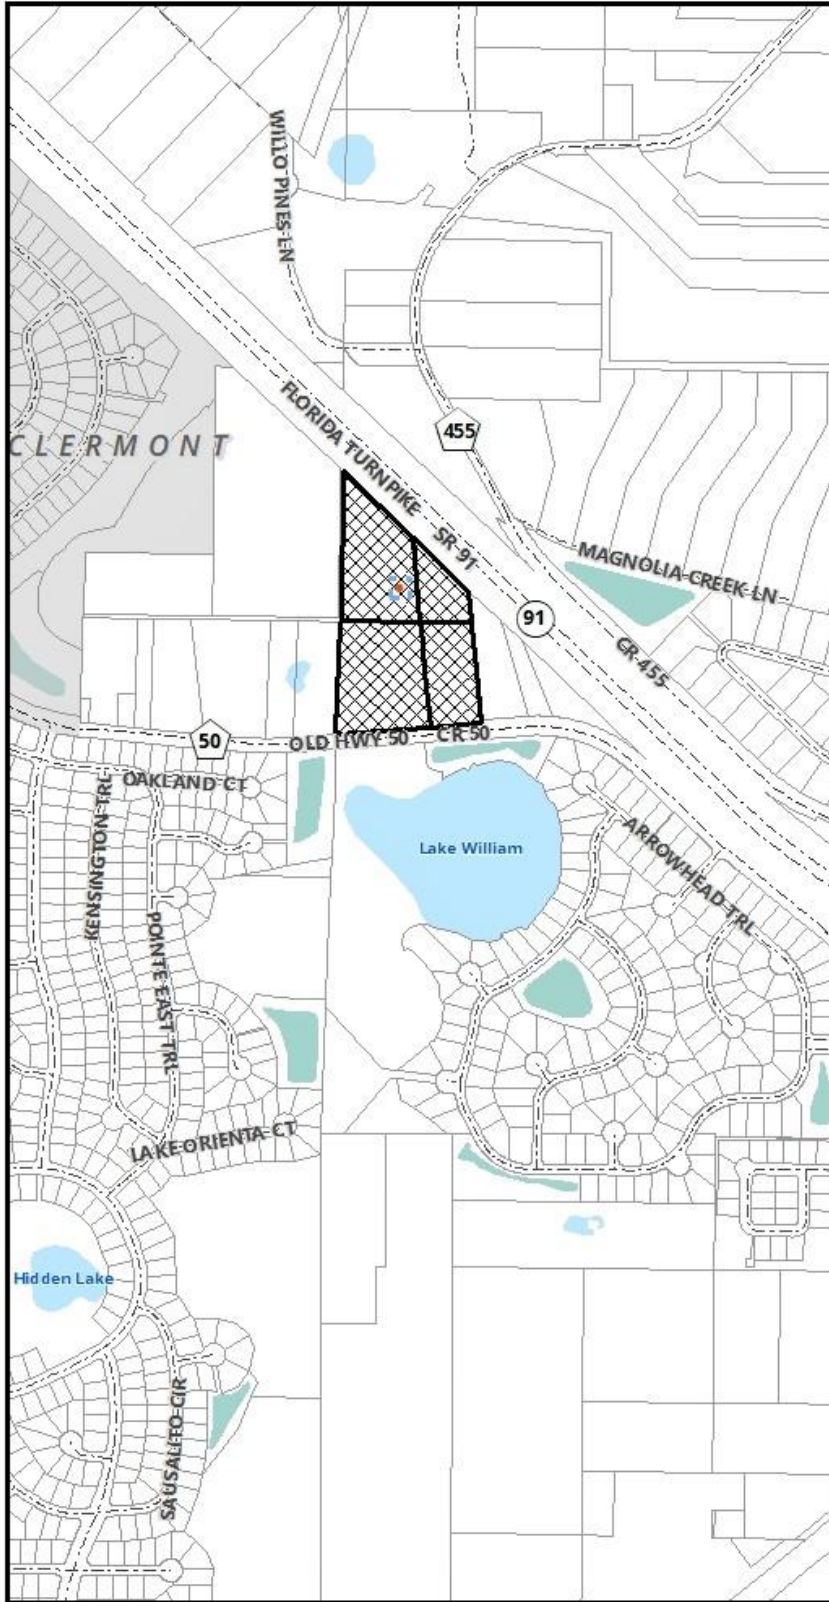 WILLO PINES LN
CLERMONT
FLORIDA TURNPIKE
SR 91
455
MAGNOLIA CREEK LN
91
CR 455
50
OLD HWY 50
CR 50
OAKLAND CT
KENSINGTON TRL
Lake William
ARROWHEAD TRL
POINTE EAST TRL
LAKE ORIENTA CT
Hidden Lake
SAUSALITO CIR